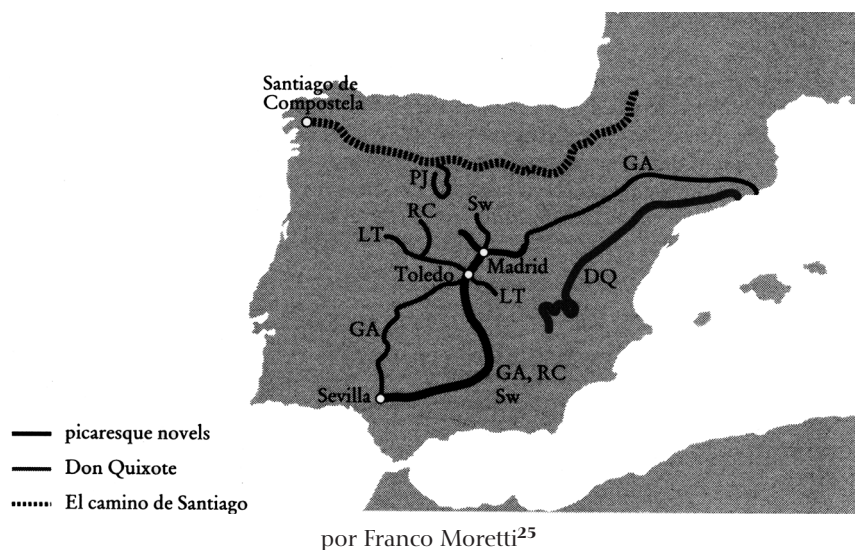 Santiago de
Compostela
GA
PJ
Sw
RC
LT
Madrid
Toledo
DQ
LT
GA
GA, RC
Sw
Sevilla
picaresque novels
Don Quixote
El camino de Santiago
por Franco Moretti25